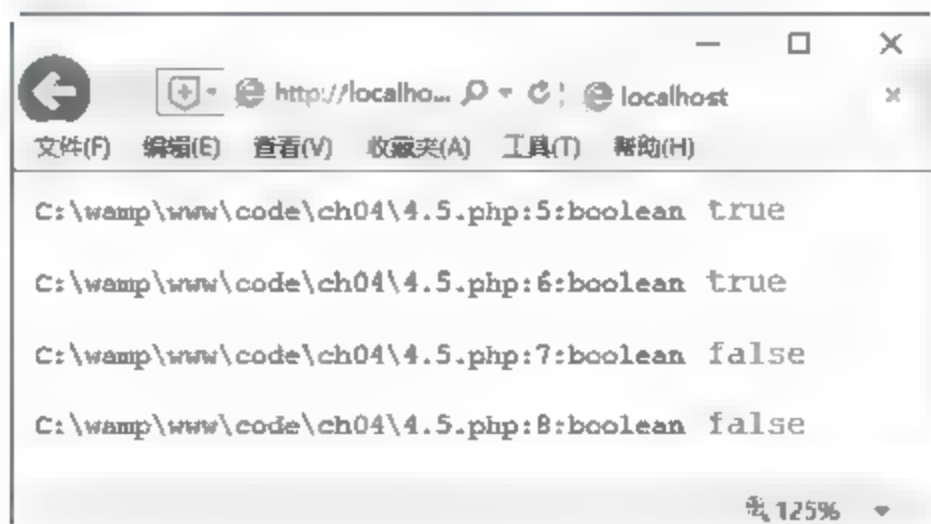 http://localho... localhost
文件(F) 编辑(E) 查看(V) 收藏夹(A) 工具(T) 帮助(H)
C:\wamp\www\code\ch04\4.5.php:5:boolean true
C:\wamp\www\code\ch04\4.5.php:6:boolean true
C:\wamp\www\code\ch04\4.5.php:7:boolean false
C:\wamp\www\code\ch04\4.5.php:8:boolean false
125%